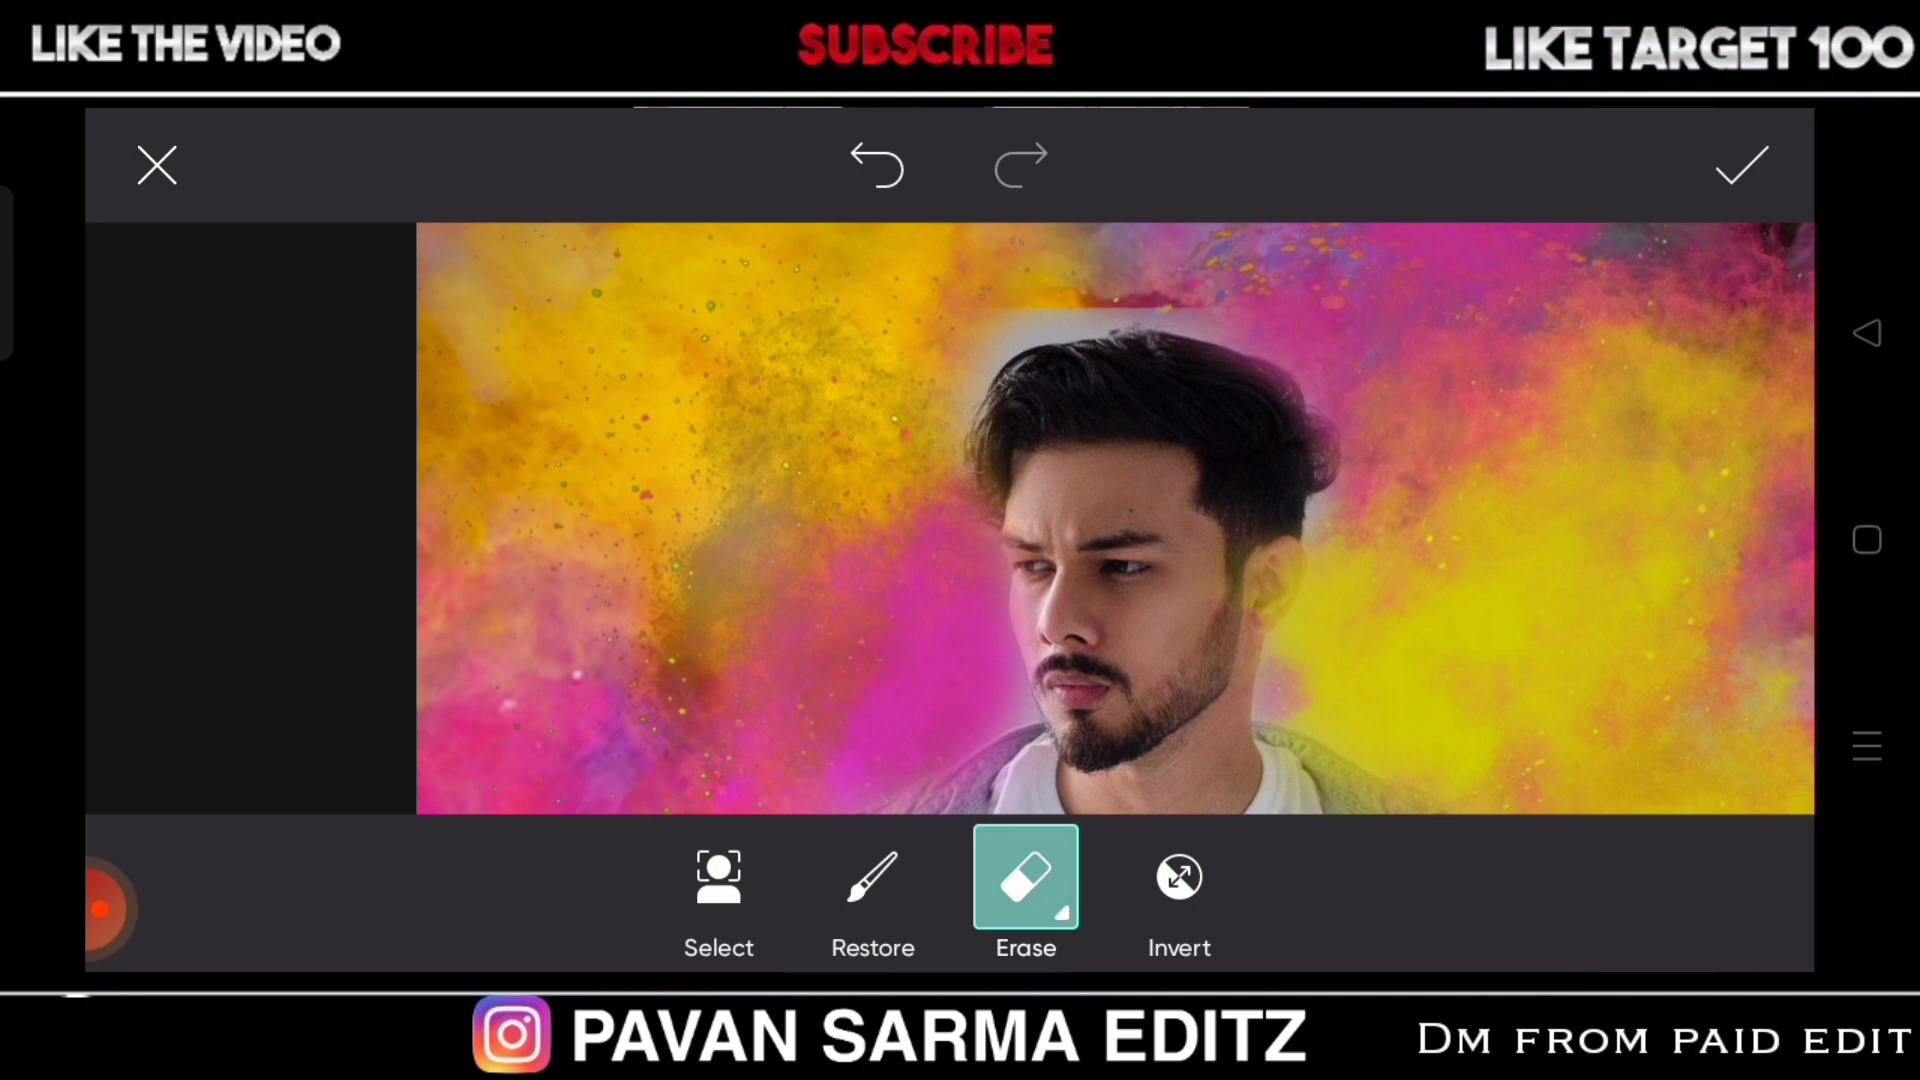 LIKE THE VIDEO
SUBSCRIBE
LIKE TARGET 100
Select
Restore
Erase
Invert
PAVAN SARMA EDITZ
DM FROM PAID EDIT